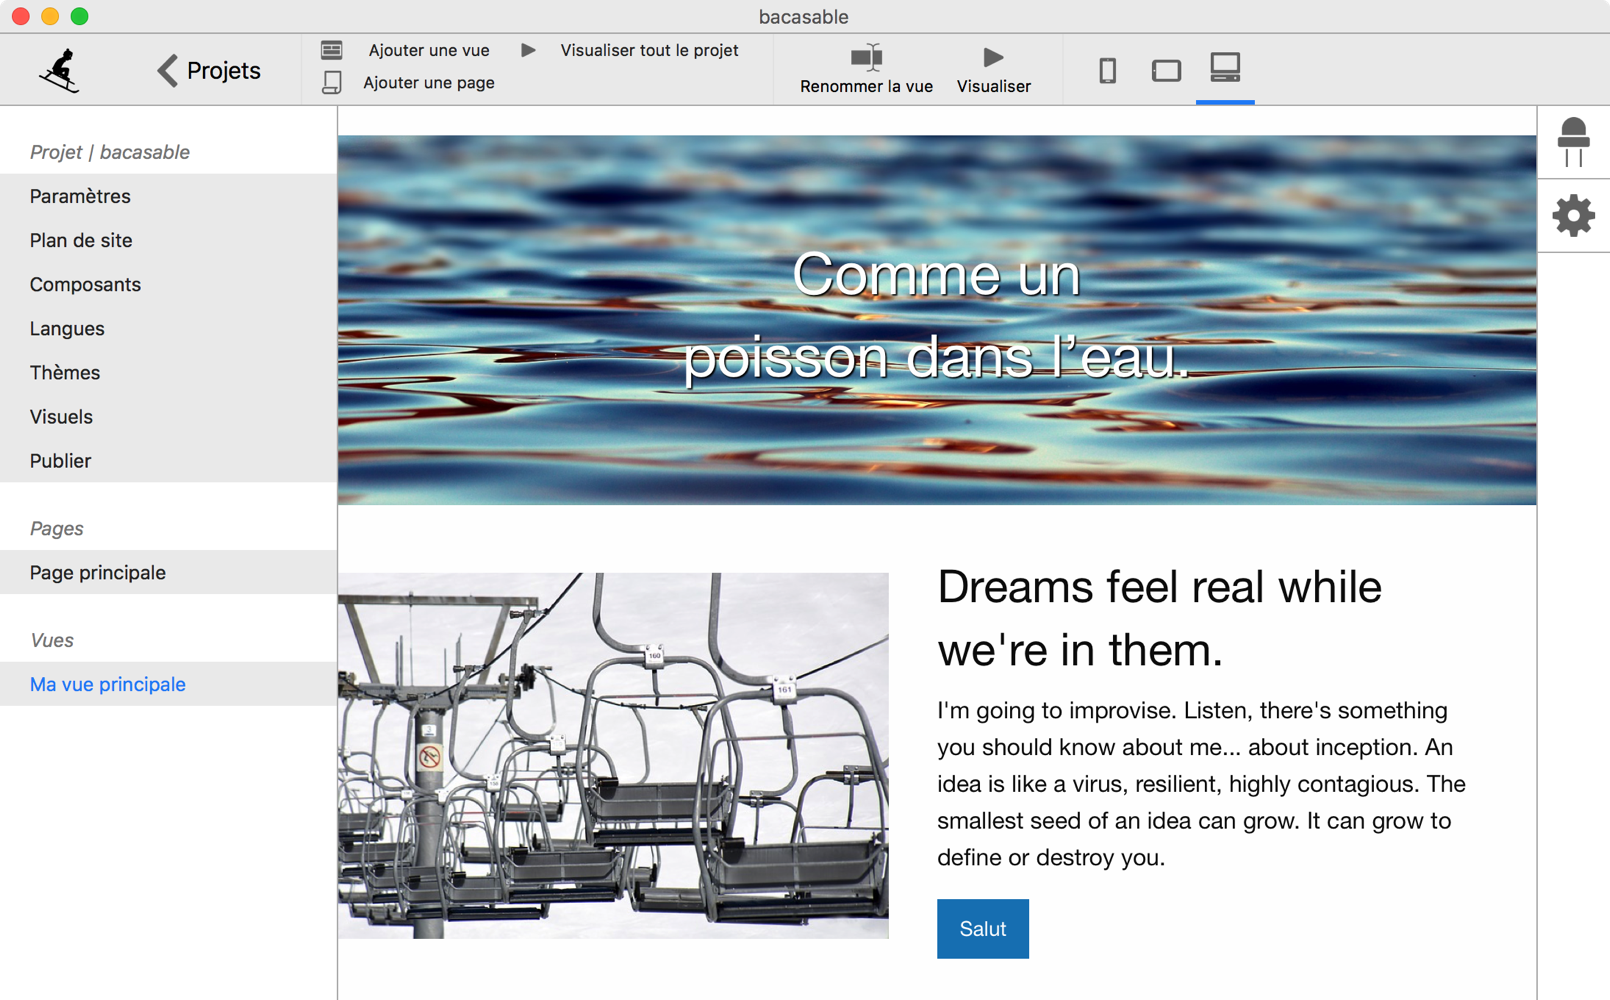 bacasable
Projets
Ajouter une vue
Visualiser tout le projet
Ajouter une page
Renommer la vue
Visualiser
Projet | bacasable
Paramètres
Plan de site
Composants
Langues
Thèmes
Visuels
Publier
Pages
Page principale
Vues
Ma vue principale
Comme un
poisson dans l’eau.
160
161
Dreams feel real while
we're in them.
I'm going to improvise. Listen, there's something
you should know about me... about inception. An
idea is like a virus, resilient, highly contagious. The
smallest seed of an idea can grow. It can grow to
define or destroy you.
Salut